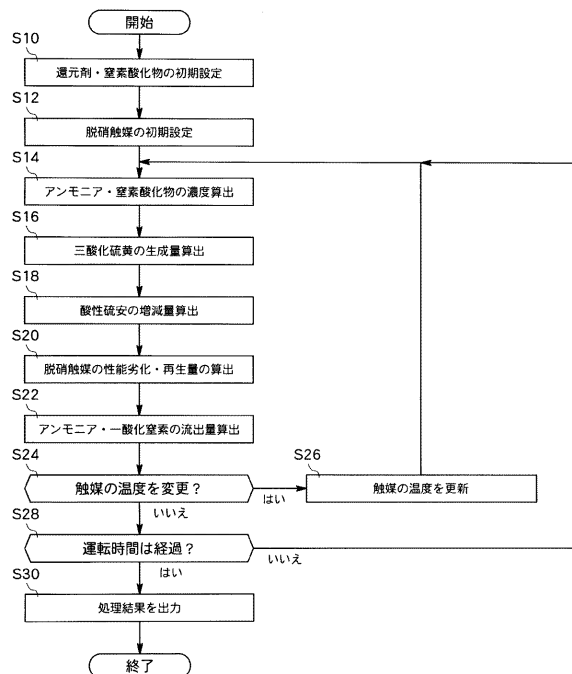 開始
S10
還元剤・窒素酸化物の初期設定
S12
脱硝触媒の初期設定
S14
アンモニア・窒素酸化物の濃度算出
S16
三酸化硫黄の生成量算出
S18
酸性硫安の増減量算出
S20
脱硝触媒の性能劣化・再生量の算出
S22
アンモニア・一酸化窒素の流出量算出
S24
触媒の温度を変更?
はい
S26
触媒の温度を更新
いいえ
S28
運転時間は経過?
いいえ
はい
S30
処理結果を出力
終了